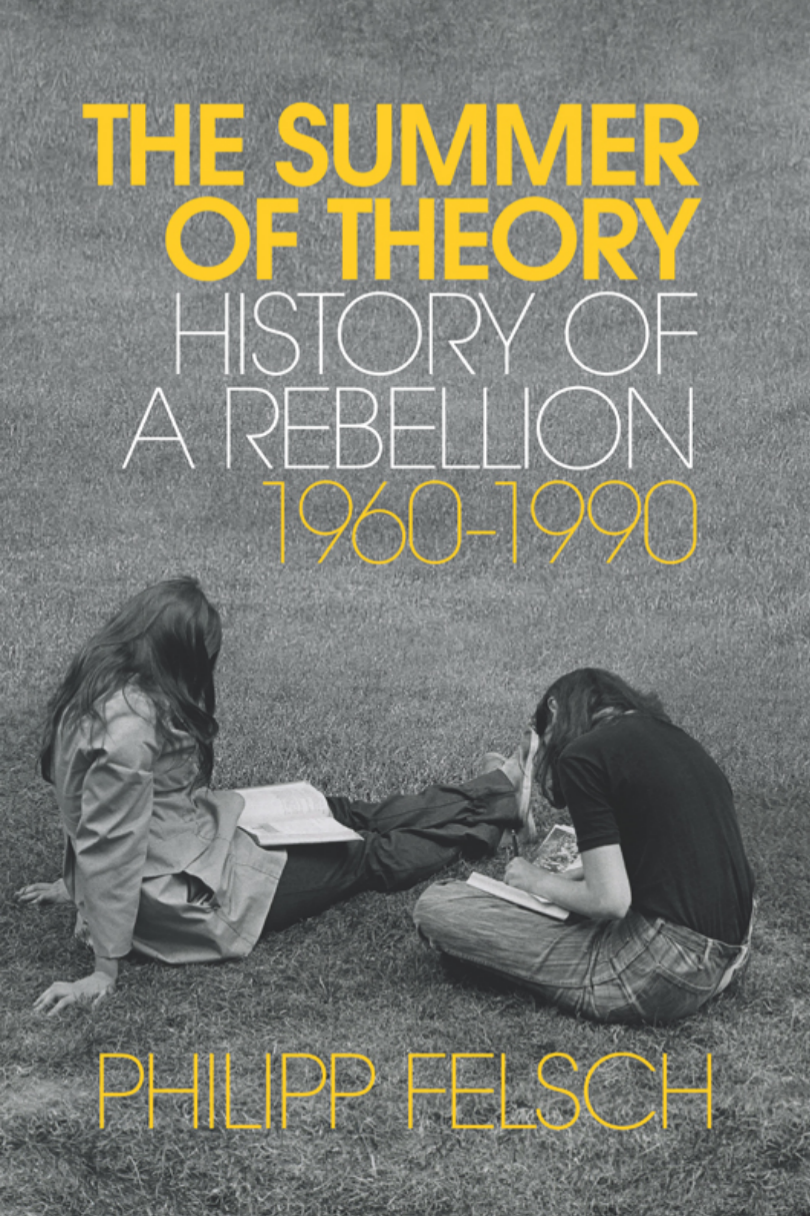 THE SUMMER
OF THEORY
HISTORY OF
A REBELLION
1960–1990
PHILIPP FELSCH